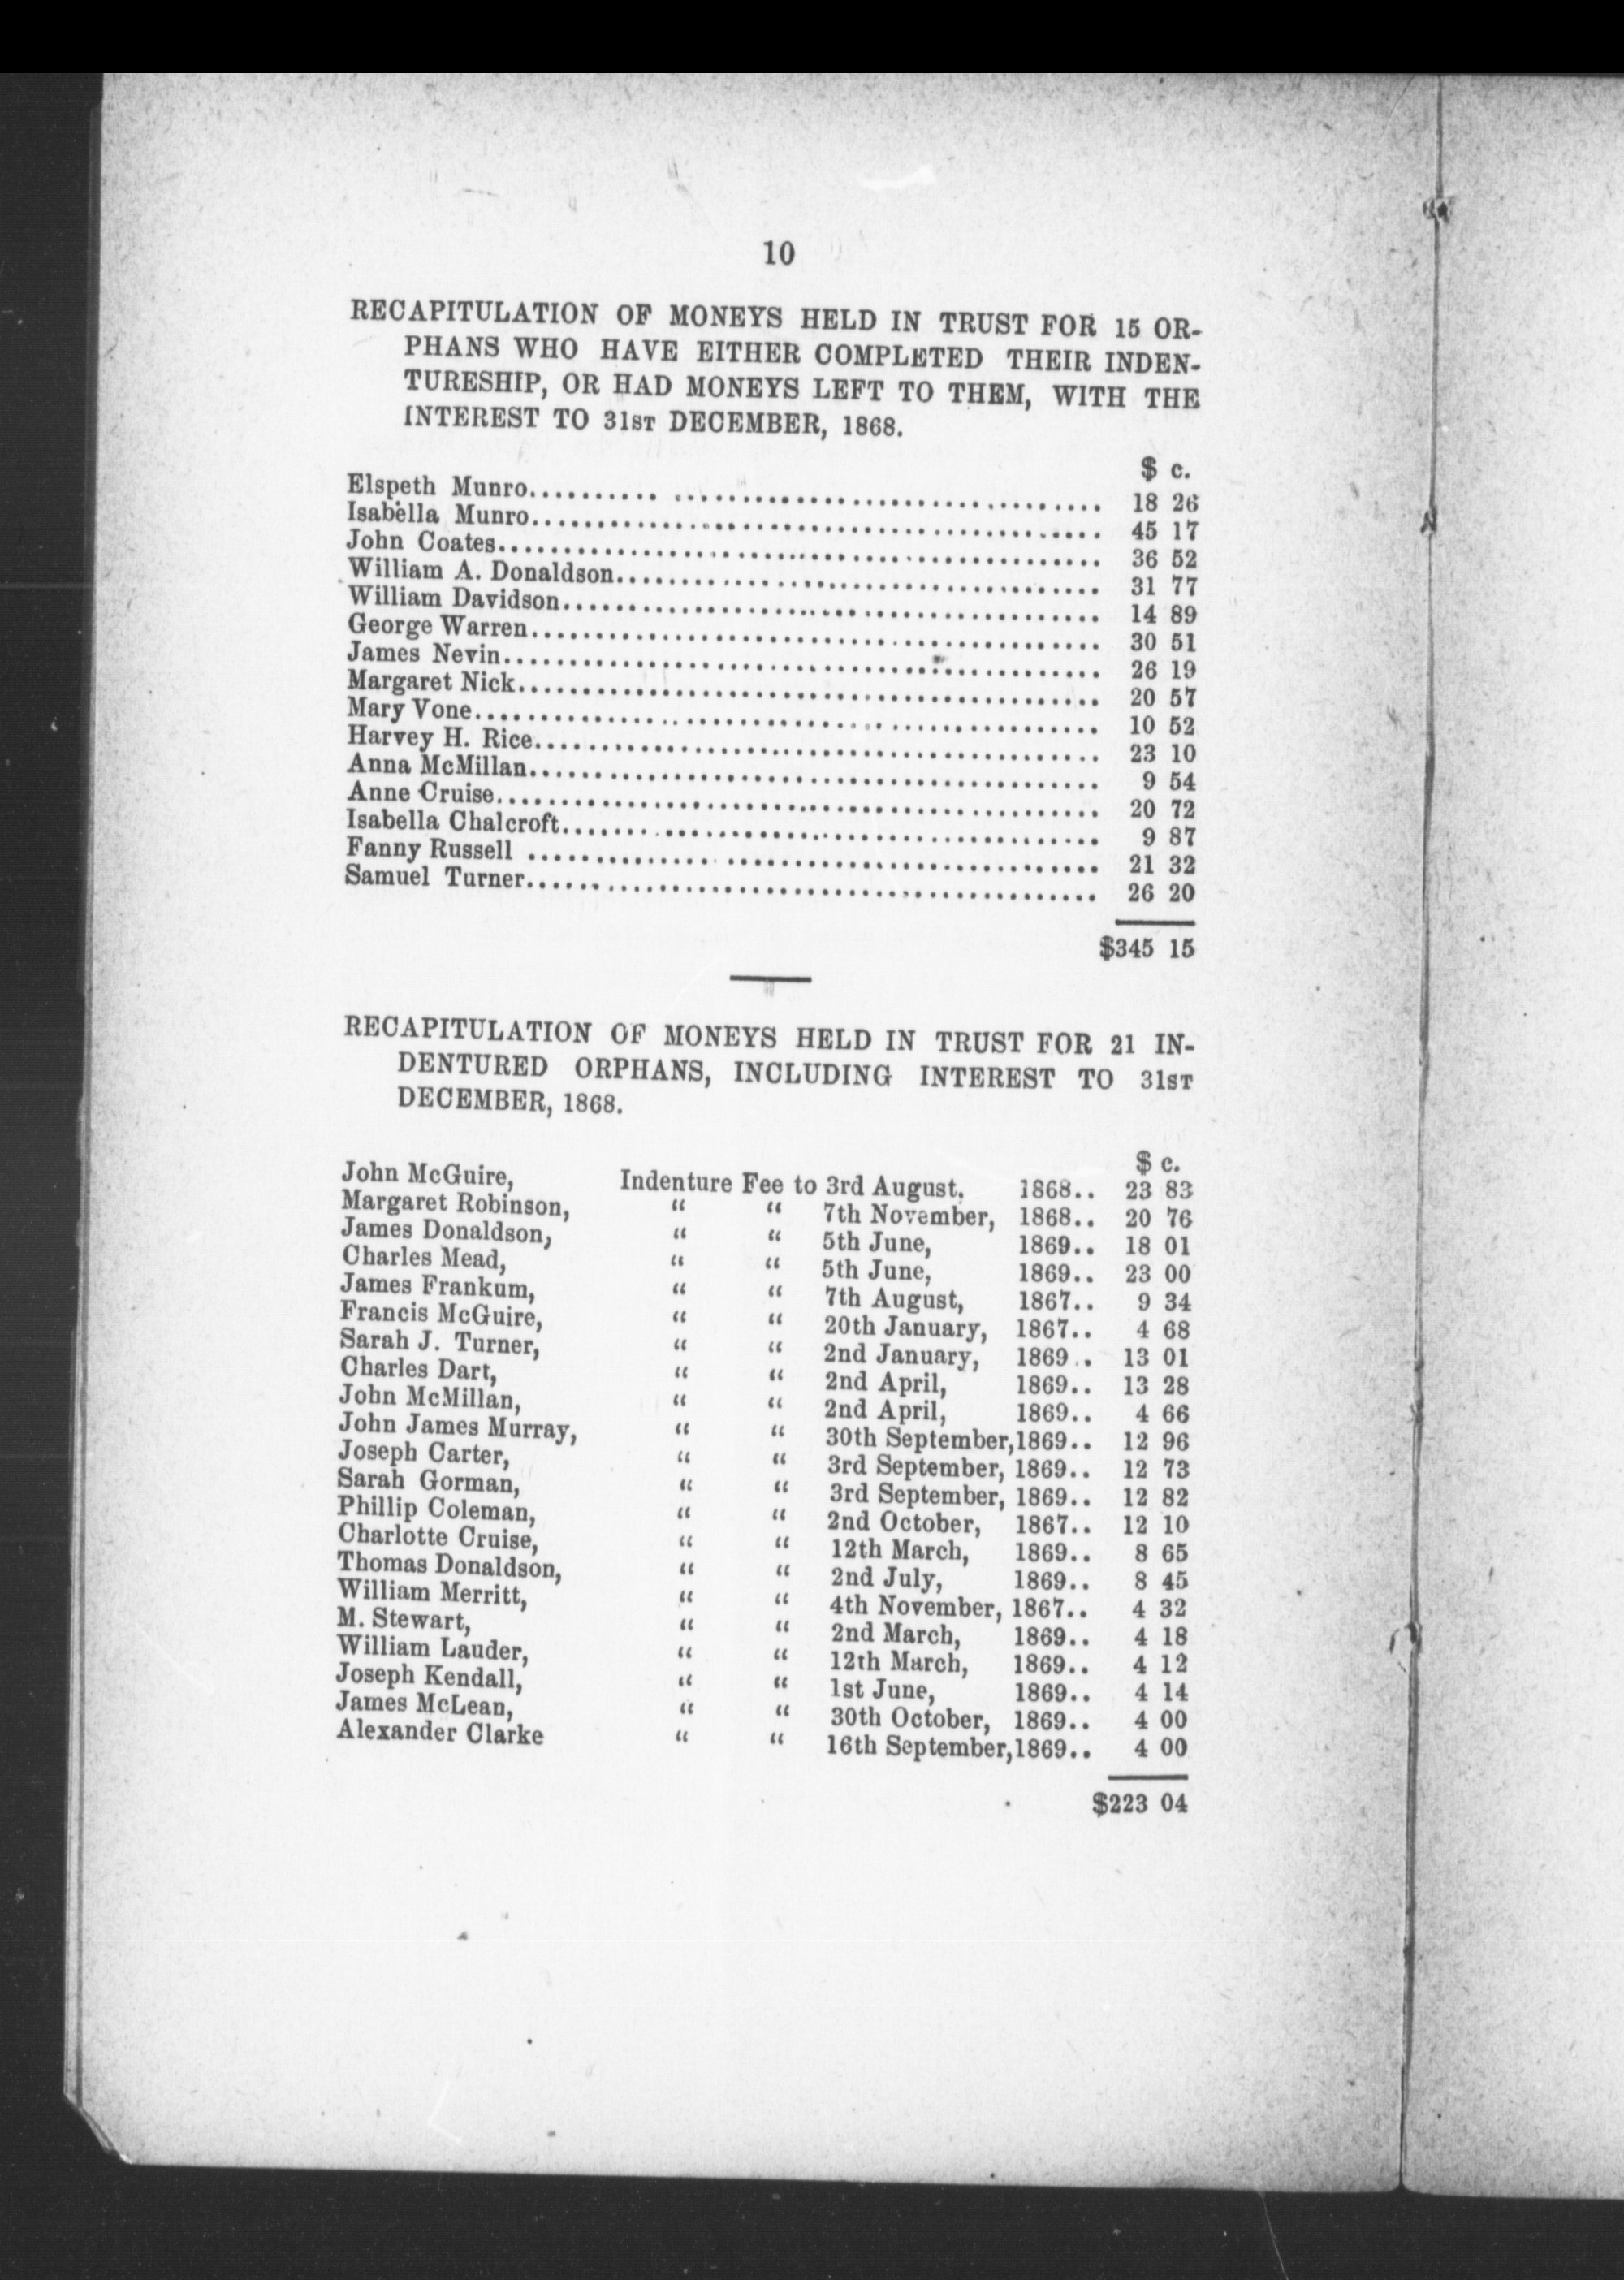 10
RECAPITULATION OF MONEYS HELD IN TRUST FOR 15 OR-
PHANS WHO HAVE EITHER COMPLETED THEIR INDEN-
TURESHIP, OR HAD MONEYS LEFT TO THEM, WITH THE
INTEREST TO 31ST DECEMBER, 1868.
$ c.
Elspeth Munro.......... ................................. 18 26
Isabella Munro............................................ 45 17
John Coates............................................... 36 52
William A. Donaldson...................................... 31 77
William Davidson.......................................... 14 89
George Warren............................................. 30 51
James Nevin............................................... 26 19
Margaret Nick............................................. 20 57
Mary Vone................................................. 10 52
Harvey H. Rice............................................ 23 10
Anna McMillan............................................. 9 54
Anne Cruise............................................... 20 72
Isabella Chalcroft........................................ 9 87
Fanny Russell ............................................ 21 32
Samuel Turner............................................. 26 20
$345 15
RECAPITULATION OF MONEYS HELD IN TRUST FOR 21 IN-
DENTURED ORPHANS, INCLUDING INTEREST TO 31ST
DECEMBER, 1868.
$ c.
John McGuire, Indenture Fee to 3rd August, 1868.. 23 83
Margaret Robinson, “ “ 7th November, 1868.. 20 76
James Donaldson, “ “ 5th June, 1869.. 18 01
Charles Mead, “ “ 5th June, 1869.. 23 00
James Frankum, “ “ 7th August, 1867.. 9 34
Francis McGuire, “ “ 20th January, 1867.. 4 68
Sarah J. Turner, “ “ 2nd January, 1869.. 13 01
Charles Dart, “ “ 2nd April, 1869.. 13 28
John McMillan, “ “ 2nd April, 1869.. 4 66
John James Murray, “ “ 30th September, 1869.. 12 96
Joseph Carter, “ “ 3rd September, 1869.. 12 73
Sarah Gorman, “ “ 3rd September, 1869.. 12 82
Phillip Coleman, “ “ 2nd October, 1867.. 12 10
Charlotte Cruise, “ “ 12th March, 1869.. 8 65
Thomas Donaldson, “ “ 2nd July, 1869.. 8 45
William Merritt, “ “ 4th November, 1867.. 4 32
M. Stewart, “ “ 2nd March, 1869.. 4 18
William Lauder, “ “ 12th March, 1869.. 4 12
Joseph Kendall, “ “ 1st June, 1869.. 4 14
James McLean, “ “ 30th October, 1869.. 4 00
Alexander Clarke “ “ 16th September, 1869.. 4 00
$223 04